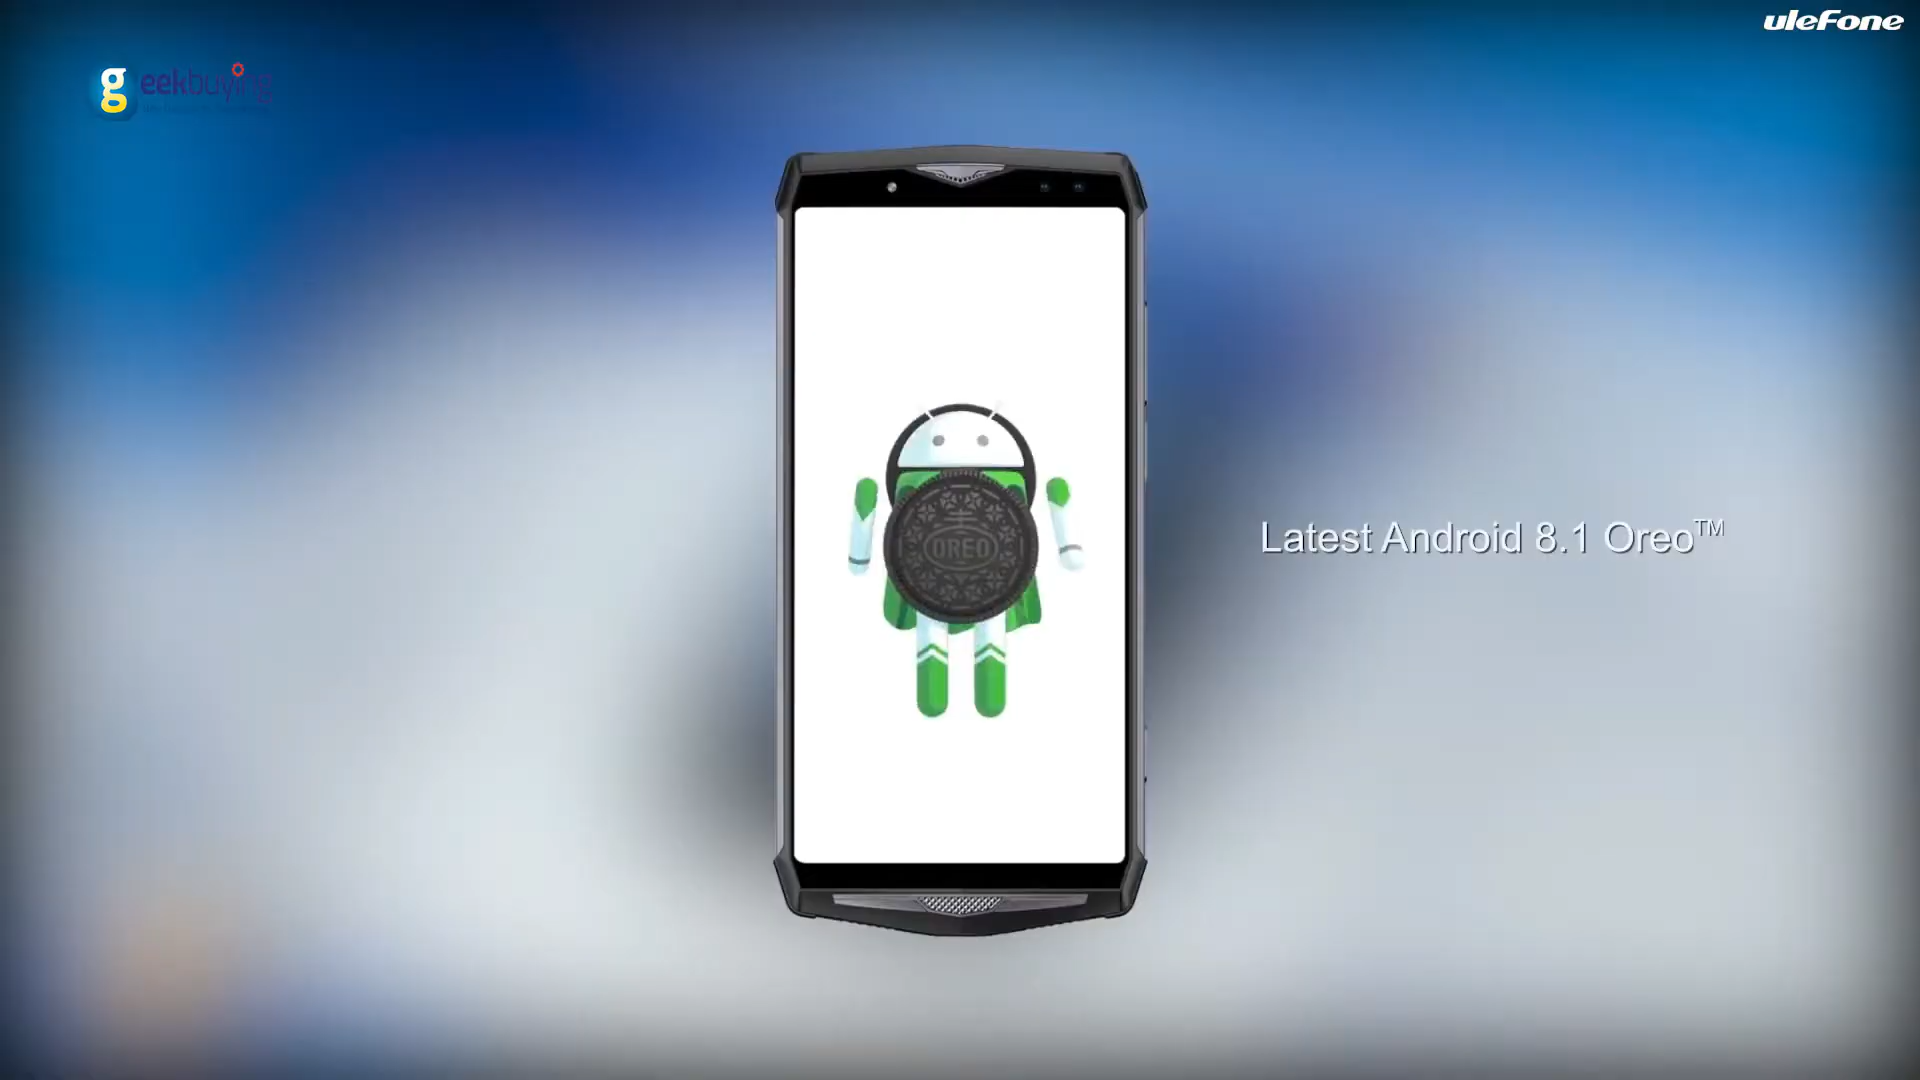 uleFone
geekbuying
OREO
Latest Android 8.1 Oreo™